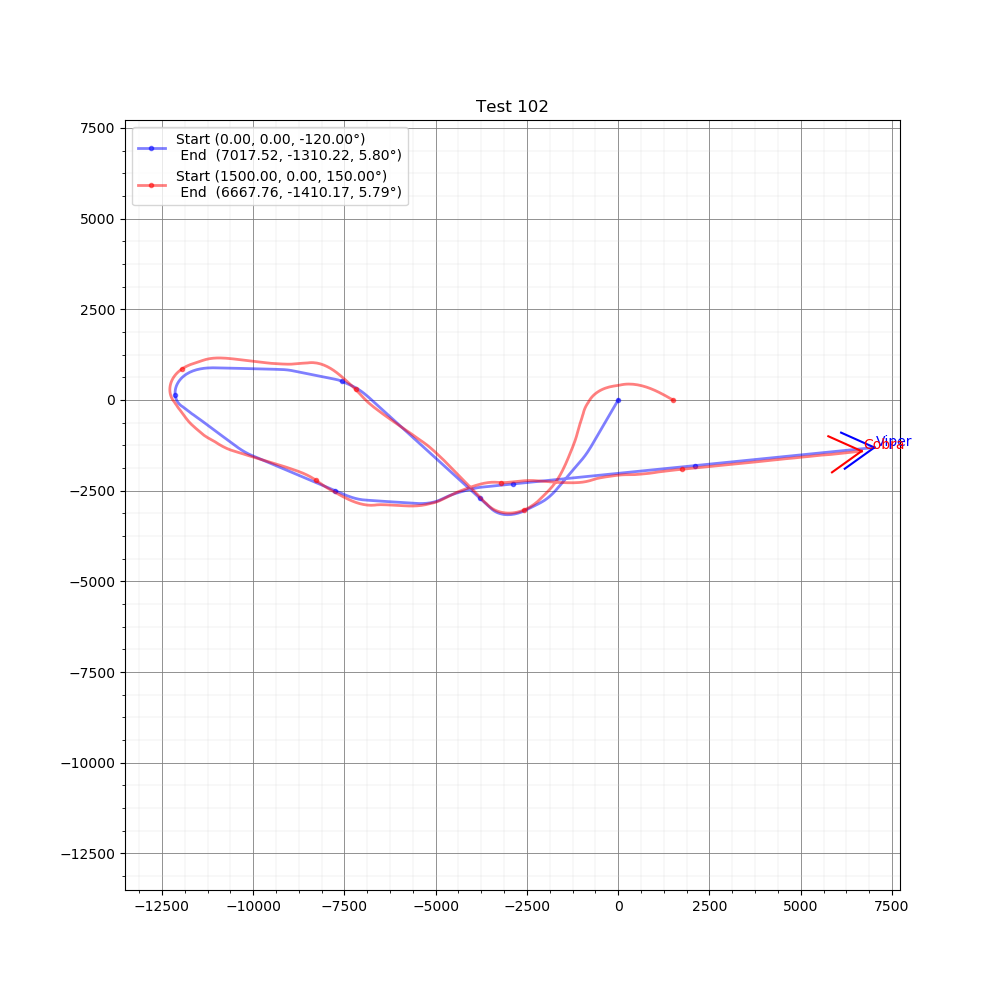 Test 102
Start (0.00, 0.00, -120.00°)
End (7017.52, -1310.22, 5.80°)
Start (1500.00, 0.00, 150.00°)
End (6667.76, -1410.17, 5.79°)
7500
5000
2500
0
−2500
−5000
−7500
−10000
−12500
Viper
Cobra
−12500 −10000 −7500 −5000 −2500 0 2500 5000 7500